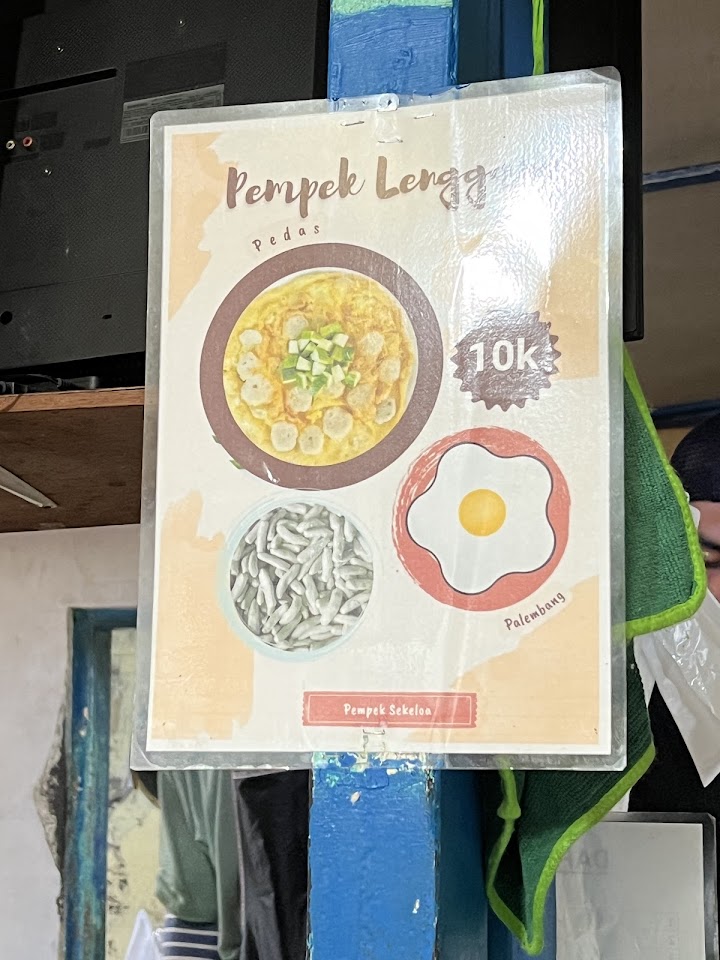 Pempek Lengg
Pedas
10k
Palembang
Pempek Sekeloa